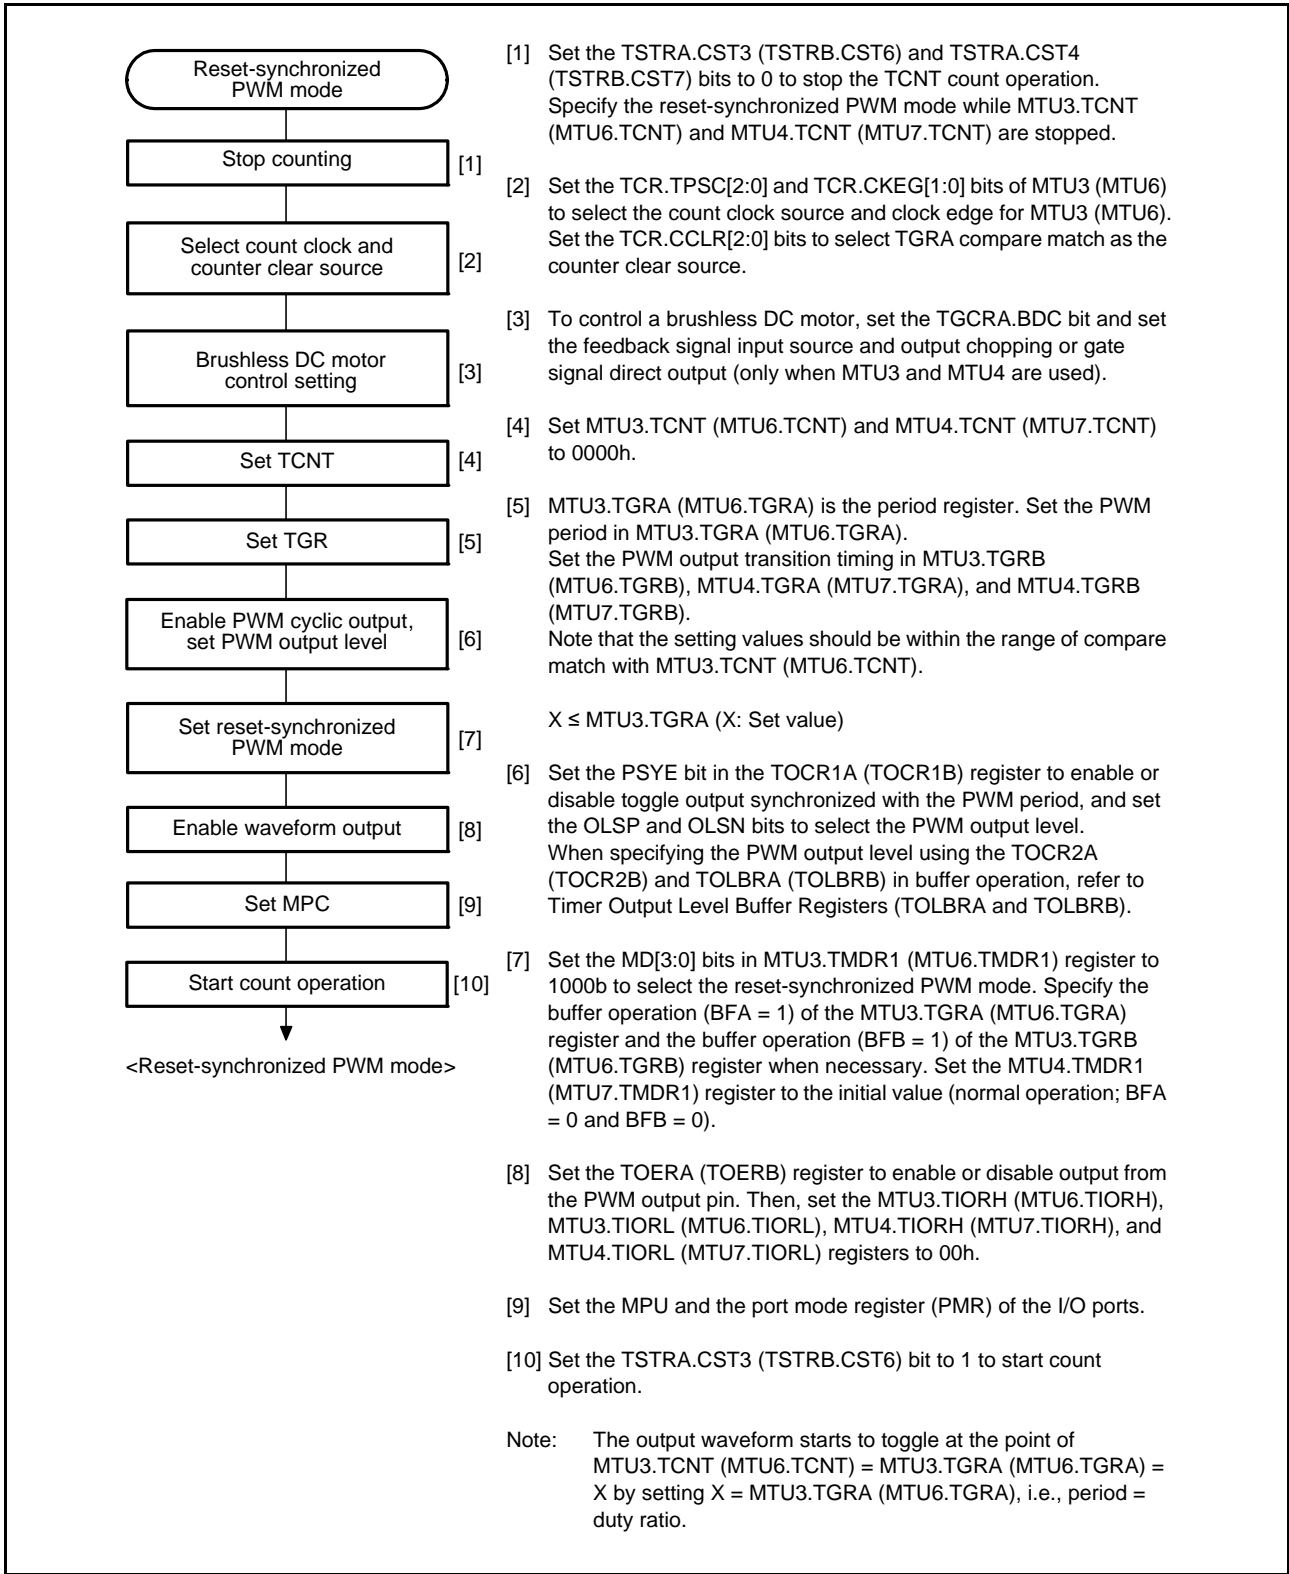 Reset-synchronized
PWM mode
Stop counting
[1]
Select count clock and
counter clear source
[2]
Brushless DC motor
control setting
[3]
Set TCNT
[4]
Set TGR
[5]
Enable PWM cyclic output,
set PWM output level
[6]
Set reset-synchronized
PWM mode
[7]
Enable waveform output
[8]
Set MPC
[9]
Start count operation
[10]
<Reset-synchronized PWM mode>
[1] Set the TSTRA.CST3 (TSTRB.CST6) and TSTRA.CST4
(TSTRB.CST7) bits to 0 to stop the TCNT count operation.
Specify the reset-synchronized PWM mode while MTU3.TCNT
(MTU6.TCNT) and MTU4.TCNT (MTU7.TCNT) are stopped.
[2] Set the TCR.TPSC[2:0] and TCR.CKEG[1:0] bits of MTU3 (MTU6)
to select the count clock source and clock edge for MTU3 (MTU6).
Set the TCR.CCLR[2:0] bits to select TGRA compare match as the
counter clear source.
[3] To control a brushless DC motor, set the TGCRA.BDC bit and set
the feedback signal input source and output chopping or gate
signal direct output (only when MTU3 and MTU4 are used).
[4] Set MTU3.TCNT (MTU6.TCNT) and MTU4.TCNT (MTU7.TCNT)
to 0000h.
[5] MTU3.TGRA (MTU6.TGRA) is the period register. Set the PWM
period in MTU3.TGRA (MTU6.TGRA).
Set the PWM output transition timing in MTU3.TGRB
(MTU6.TGRB), MTU4.TGRA (MTU7.TGRA), and MTU4.TGRB
(MTU7.TGRB).
Note that the setting values should be within the range of compare
match with MTU3.TCNT (MTU6.TCNT).
X ≤ MTU3.TGRA (X: Set value)
[6] Set the PSYE bit in the TOCR1A (TOCR1B) register to enable or
disable toggle output synchronized with the PWM period, and set
the OLSP and OLSN bits to select the PWM output level.
When specifying the PWM output level using the TOCR2A
(TOCR2B) and TOLBRA (TOLBRB) in buffer operation, refer to
Timer Output Level Buffer Registers (TOLBRA and TOLBRB).
[7] Set the MD[3:0] bits in MTU3.TMDR1 (MTU6.TMDR1) register to
1000b to select the reset-synchronized PWM mode. Specify the
buffer operation (BFA = 1) of the MTU3.TGRA (MTU6.TGRA)
register and the buffer operation (BFB = 1) of the MTU3.TGRB
(MTU6.TGRB) register when necessary. Set the MTU4.TMDR1
(MTU7.TMDR1) register to the initial value (normal operation; BFA
= 0 and BFB = 0).
[8] Set the TOERA (TOERB) register to enable or disable output from
the PWM output pin. Then, set the MTU3.TIORH (MTU6.TIORH),
MTU3.TIORL (MTU6.TIORL), MTU4.TIORH (MTU7.TIORH), and
MTU4.TIORL (MTU7.TIORL) registers to 00h.
[9] Set the MPU and the port mode register (PMR) of the I/O ports.
[10] Set the TSTRA.CST3 (TSTRB.CST6) bit to 1 to start count
operation.
Note: The output waveform starts to toggle at the point of
MTU3.TCNT (MTU6.TCNT) = MTU3.TGRA (MTU6.TGRA) =
X by setting X = MTU3.TGRA (MTU6.TGRA), i.e., period =
duty ratio.